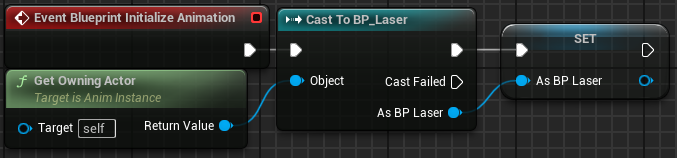 Event Blueprint Initialize Animation
Cast To BP_Laser
SET
Get Owning Actor
Target is Anim Instance
Object
Cast Failed
As BP Laser
Target self
Return Value
As BP Laser